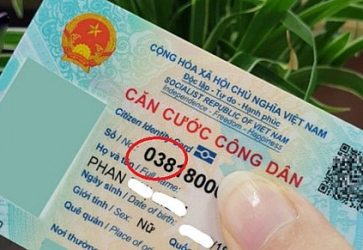 CỘNG HÒA XÃ HỘI CHỦ NGHĨA VIỆT NAM
Độc lập - Tự do - Hạnh phúc
SOCIALIST REPUBLIC OF VIET NAM
Independence - Freedom - Happiness
CĂN CƯỚC CÔNG DÂN
Citizen Identity Card
Số / No.: 038 8000
Họ và tên / Full name:
PHAN
Ngày sinh / Date of birth:
Giới tính / Sex: Nữ
Quê quán / Place of